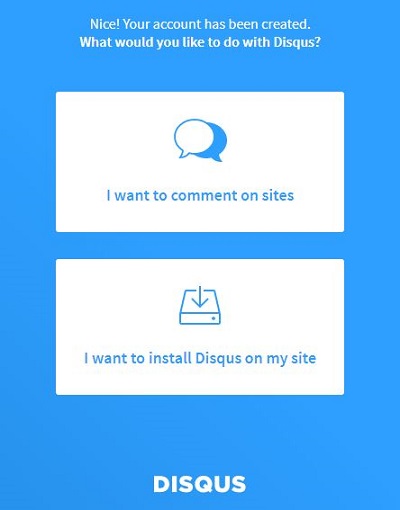 Nice! Your account has been created.
What would you like to do with Disqus?
I want to comment on sites
I want to install Disqus on my site
DISQUS